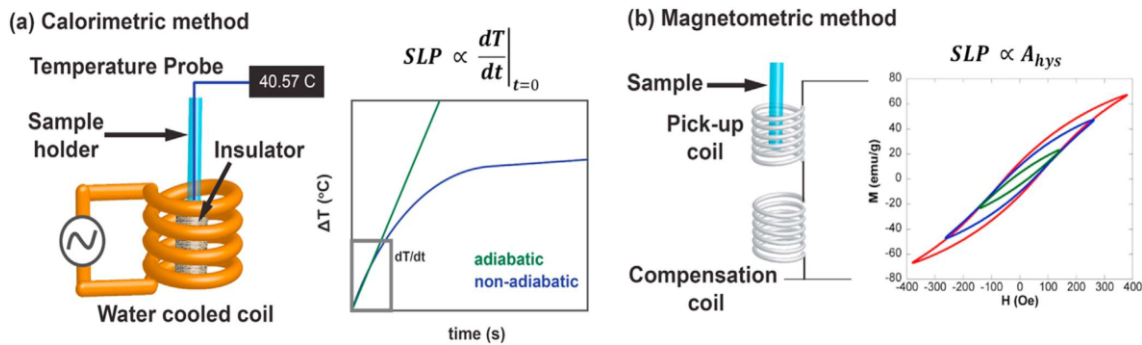 (a) Calorimetric method
Temperature Probe
40.57 C
Sample
holder
Insulator
Water cooled coil
SLP ∝ dT/dt|t=0
ΔT (°C)
dT/dt
adiabatic
non-adiabatic
time (s)
(b) Magnetometric method
Sample
Pick-up
coil
Compensation
coil
SLP ∝ Ahys
M (emu/g)
80
60
40
20
0
-20
-40
-60
-80
-400 -300 -200 -100 0 100 200 300 400
H (Oe)